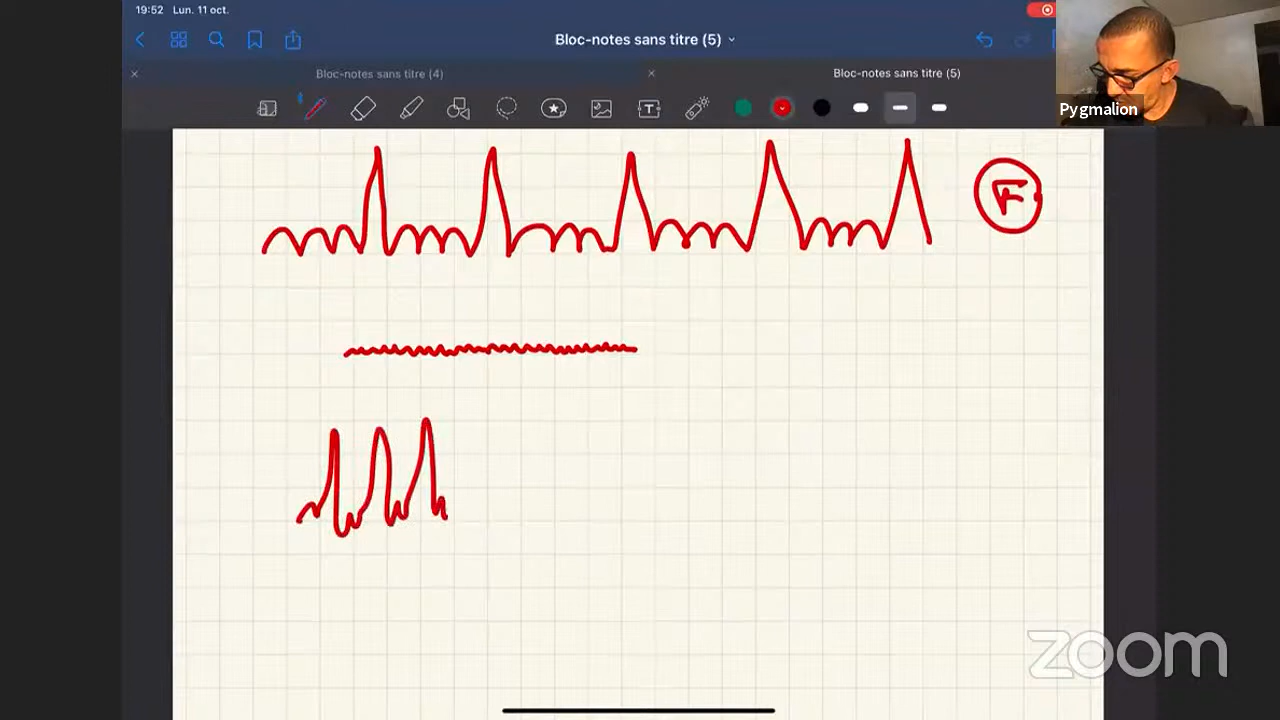 19:52 Lun. 11 oct.
Bloc-notes sans titre (5)
Bloc-notes sans titre (4)
Bloc-notes sans titre (5)
T
Pygmalion
F
zoom